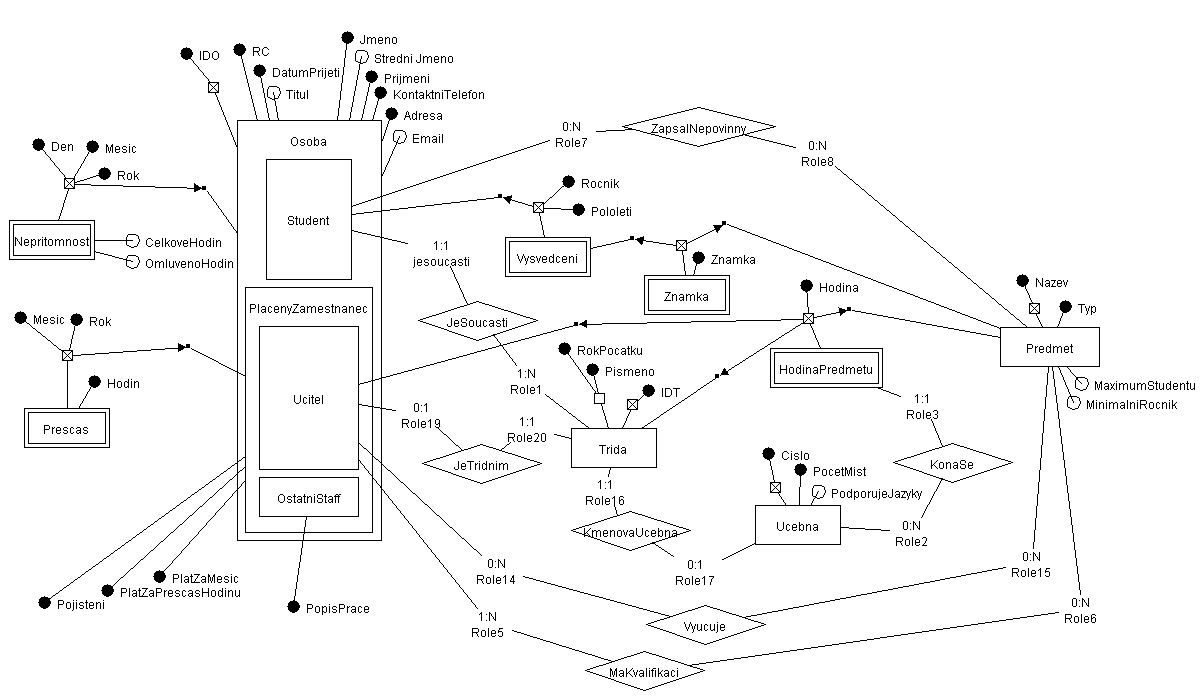 Jmeno
IDO
RC
Stredni Jmeno
DatumPrijeti
Prijmeni
Titul
KontaktniTelefon
Adresa
Email
Osoba
0:N
Role7
ZapsalNepovinny
0:N
Role8
Den
Mesic
Rok
Nepritomnost
CelkoveHodin
OmluvenoHodin
Student
Rocnik
Pololeti
Vysvedceni
1:1
jesoucasti
Znamka
Znamka
Hodina
Nazev
Typ
PlacenyZamestnanec
JeSoucasti
Mesic
Rok
Hodin
Prescas
Ucitel
RokPocatku
Pismeno
IDT
1:N
Role1
HodinaPredmetu
Predmet
MaximumStudentu
MinimalniRocnik
0:1
Role19
1:1
Role20
1:1
Role3
Trida
JeTridnim
Cislo
PocetMist
PodporujeJazyky
KonaSe
1:1
Role16
OstatniStaff
KmenovaUcebna
Ucebna
0:N
Role2
0:1
Role17
0:N
Role14
0:N
Role15
PlatZaMesic
PlatZaPrescasHodinu
Pojisteni
PopisPrace
1:N
Role5
Vyucuje
0:N
Role6
MaKvalifikaci